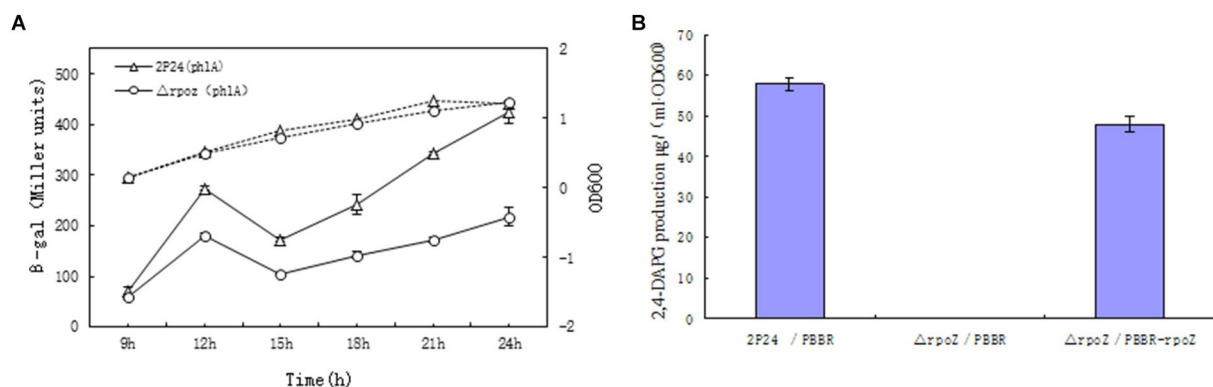 A
500
400
300
200
100
0
β-gal (Miller units)
2P24(phlA)
△rpoz (phlA)
2
1
0
-1
-2
OD600
9h 12h 15h 18h 21h 24h
Time(h)
B
70
60
50
40
30
20
10
0
2,4-DAPG production μg/(ml·OD600)
2P24 /PBBR △rpoZ/PBBR △rpoZ/PBBR-rpoZ